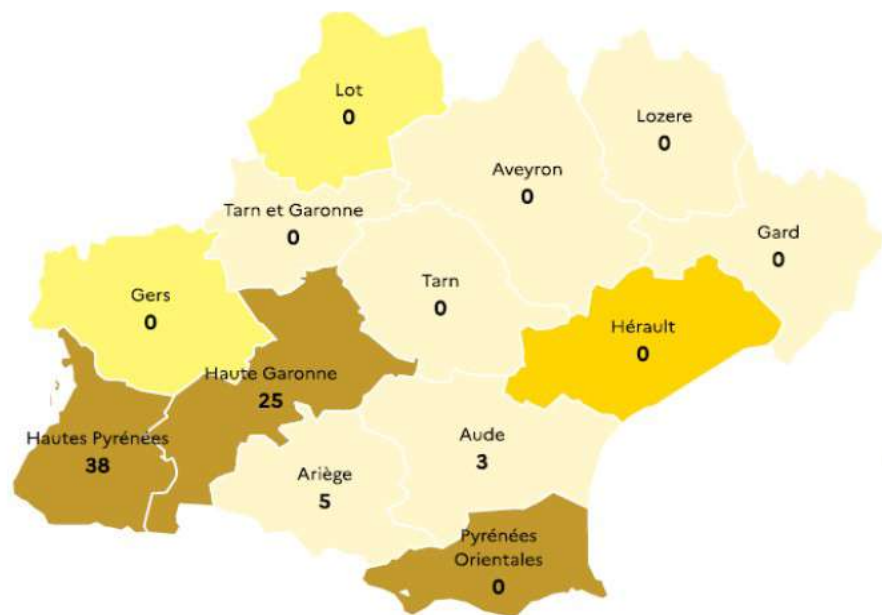 Lot
0
Lozere
0
Aveyron
0
Tarn et Garonne
0
Gard
0
Tarn
0
Gers
0
Hérault
0
Haute Garonne
25
Hautes Pyrénées
38
Aude
3
Ariège
5
Pyrénées
Orientales
0